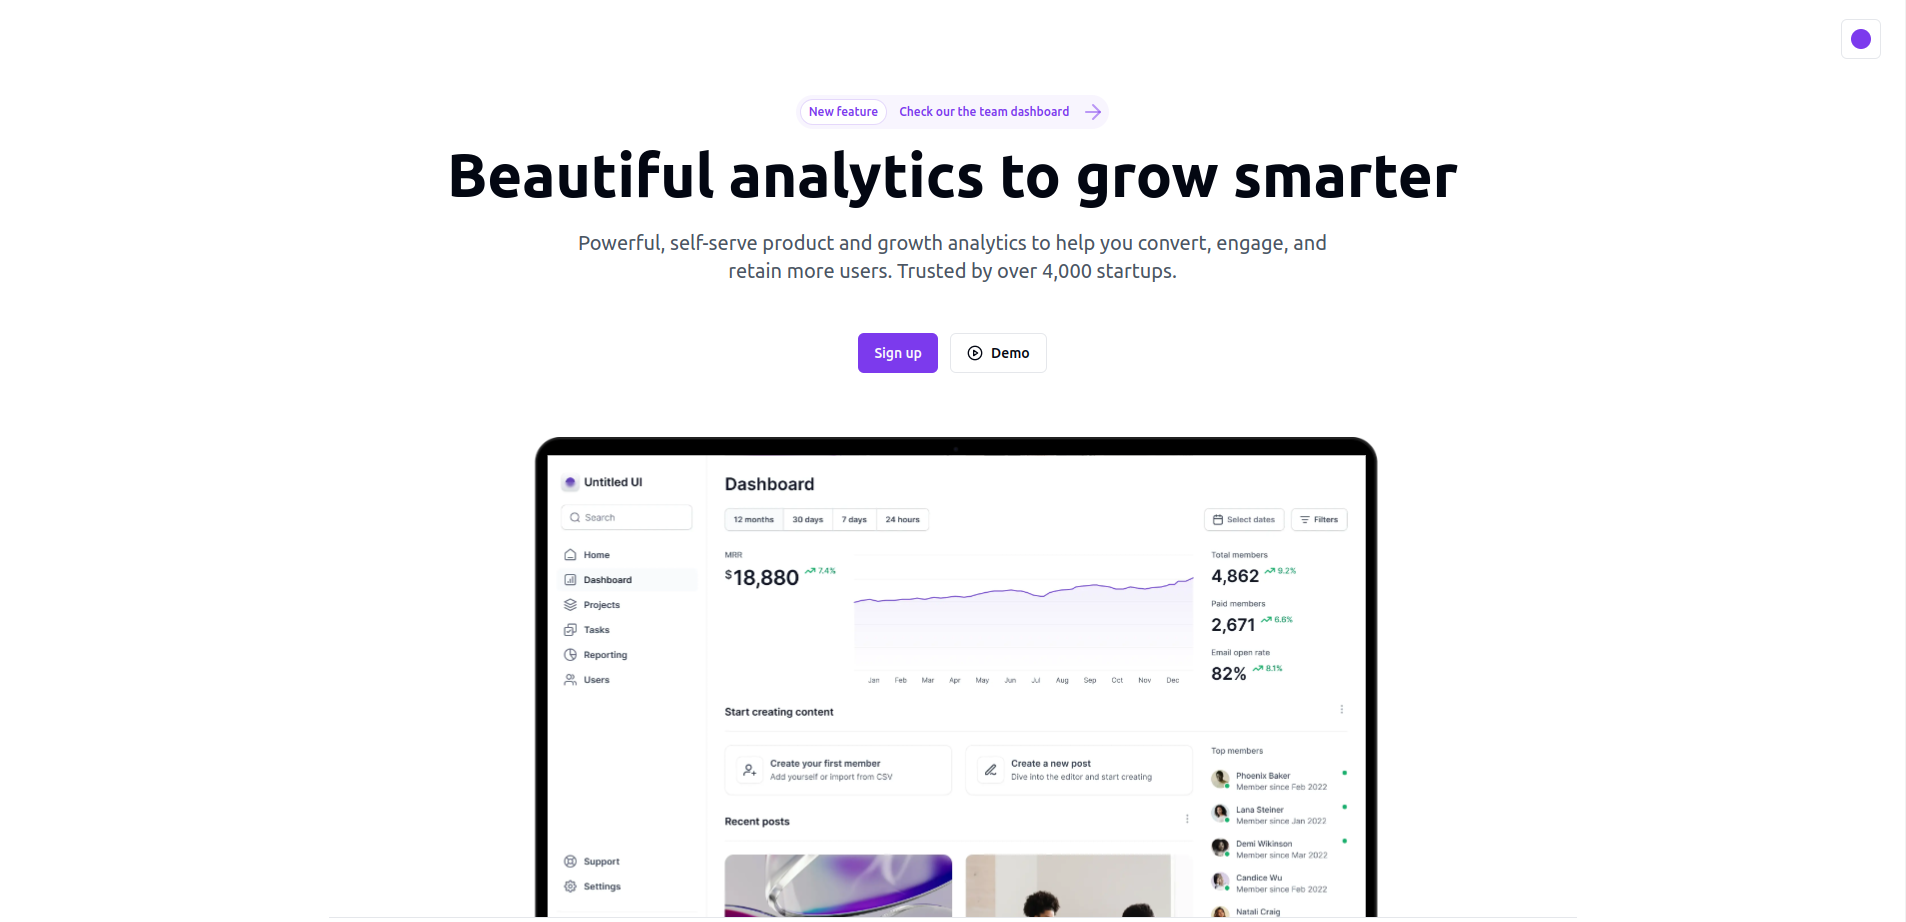 New feature Check our the team dashboard
Beautiful analytics to grow smarter
Powerful, self-serve product and growth analytics to help you convert, engage, and
retain more users. Trusted by over 4,000 startups.
Sign up Demo
Untitled UI
Search
Home
Dashboard
Projects
Tasks
Reporting
Users
Support
Settings
Dashboard
12 months 30 days 7 days 24 hours
Select dates Filters
MRR
$18,880 7.4%
Jan Feb Mar Apr May Jun Jul Aug Sep Oct Nov Dec
Total members
4,862 9.2%
Paid members
2,671 6.6%
Email open rate
82% 8.1%
Start creating content
Create your first member
Add yourself or import from CSV
Create a new post
Dive into the editor and start creating
Recent posts
Top members
Phoenix Baker
Member since Feb 2022
Lana Steiner
Member since Jan 2022
Demi Wikinson
Member since Mar 2022
Candice Wu
Member since Feb 2022
Natali Craig